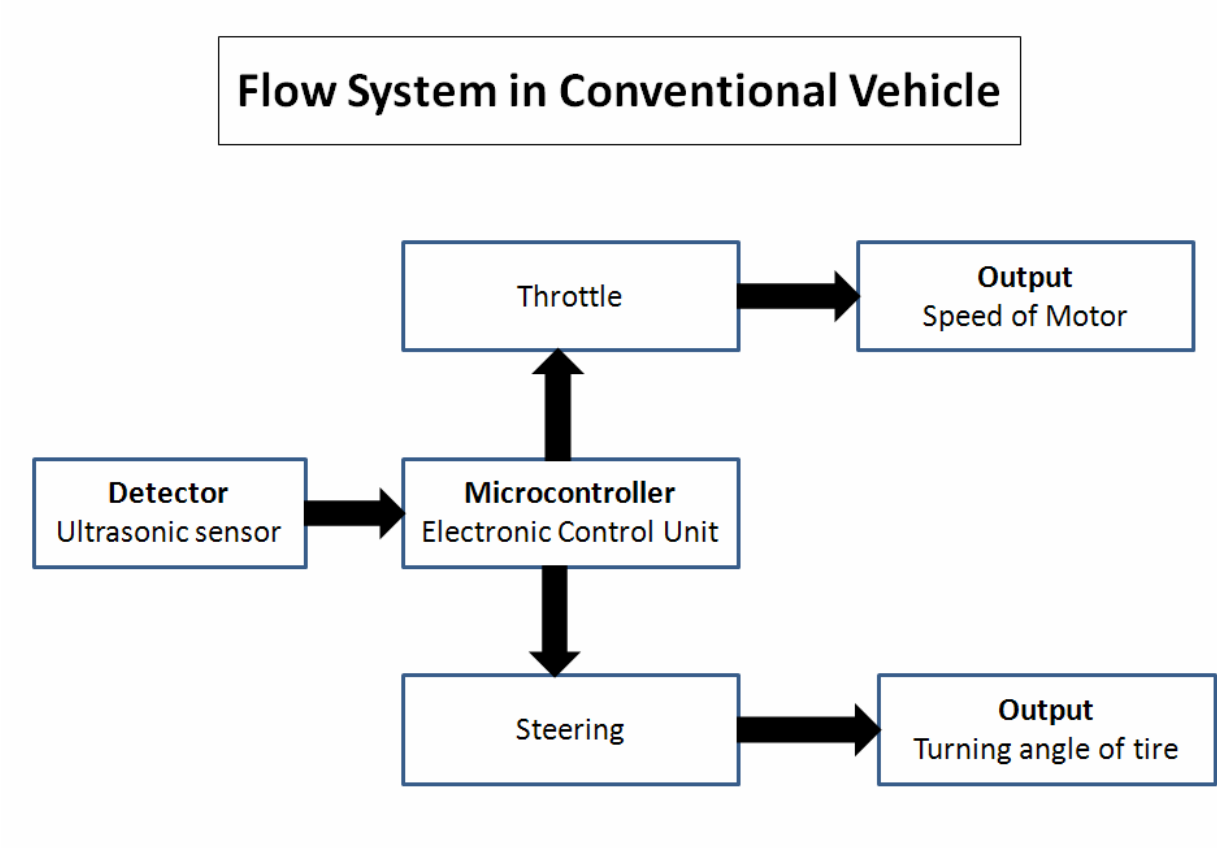 Flow System in Conventional Vehicle
Throttle
Output
Speed of Motor
Detector
Ultrasonic sensor
Microcontroller
Electronic Control Unit
Steering
Output
Turning angle of tire